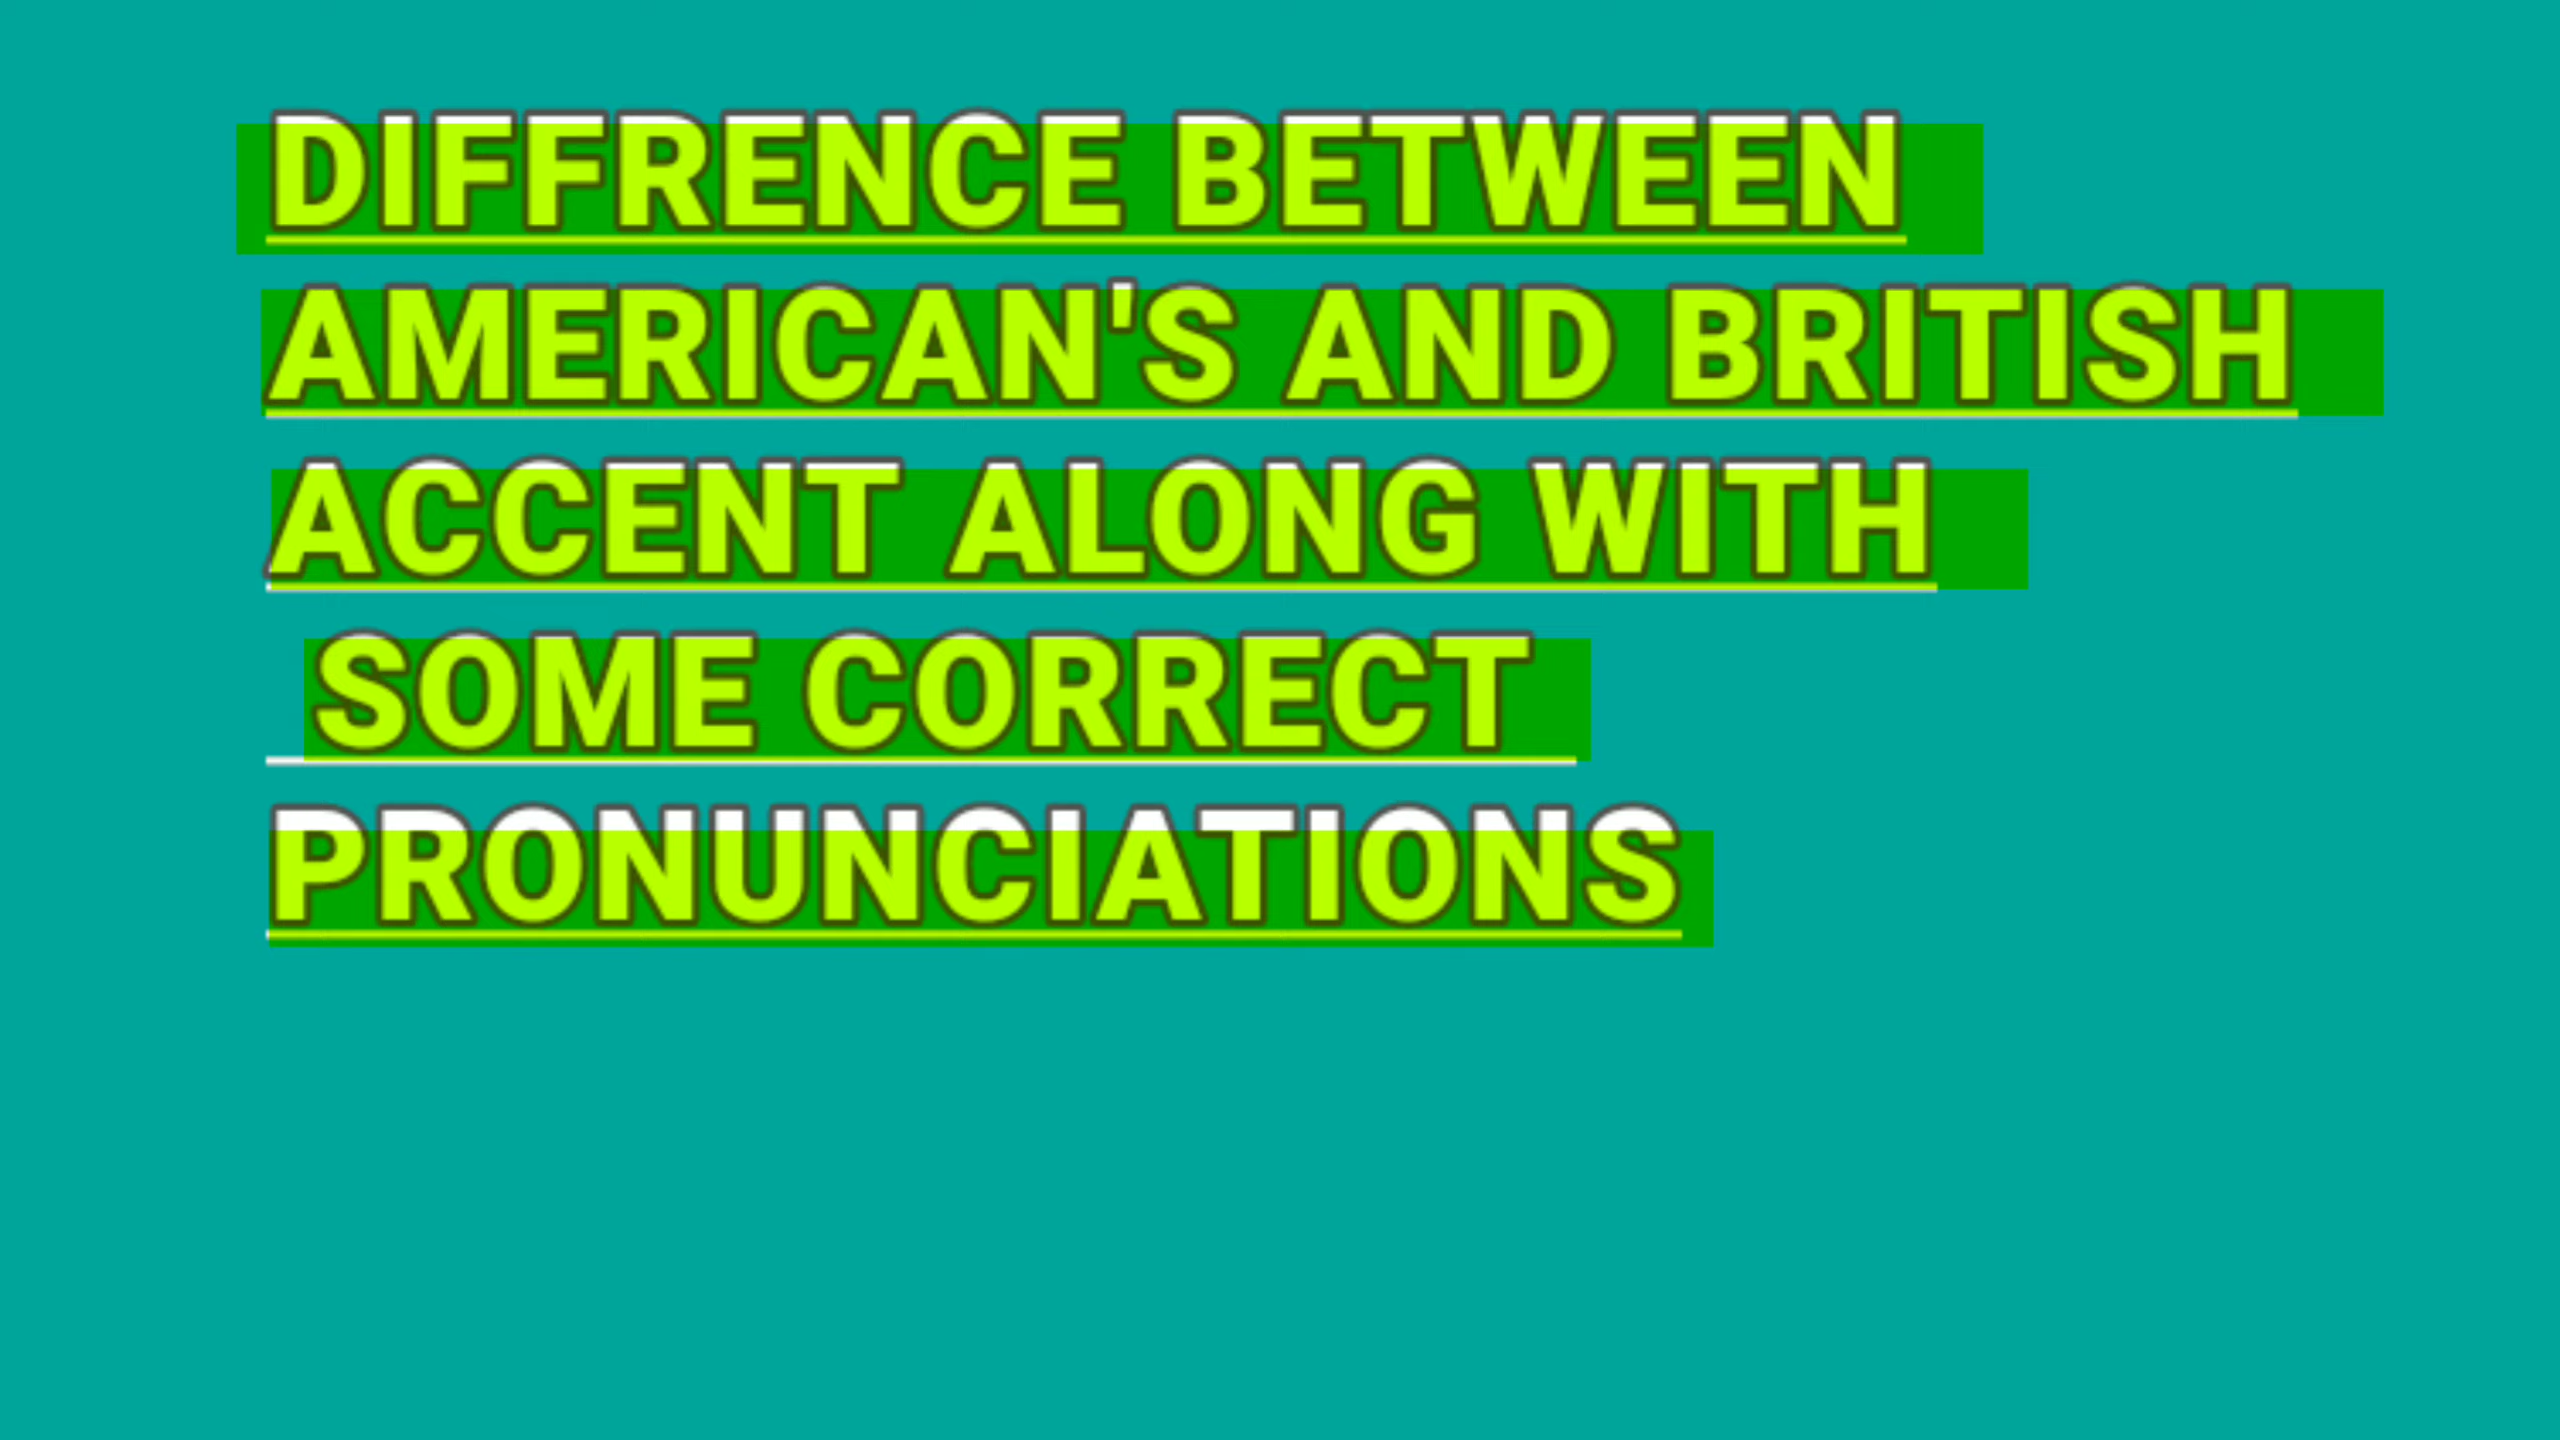 DIFFRENCE BETWEEN
AMERICAN'S AND BRITISH
ACCENT ALONG WITH
SOME CORRECT
PRONUNCIATIONS